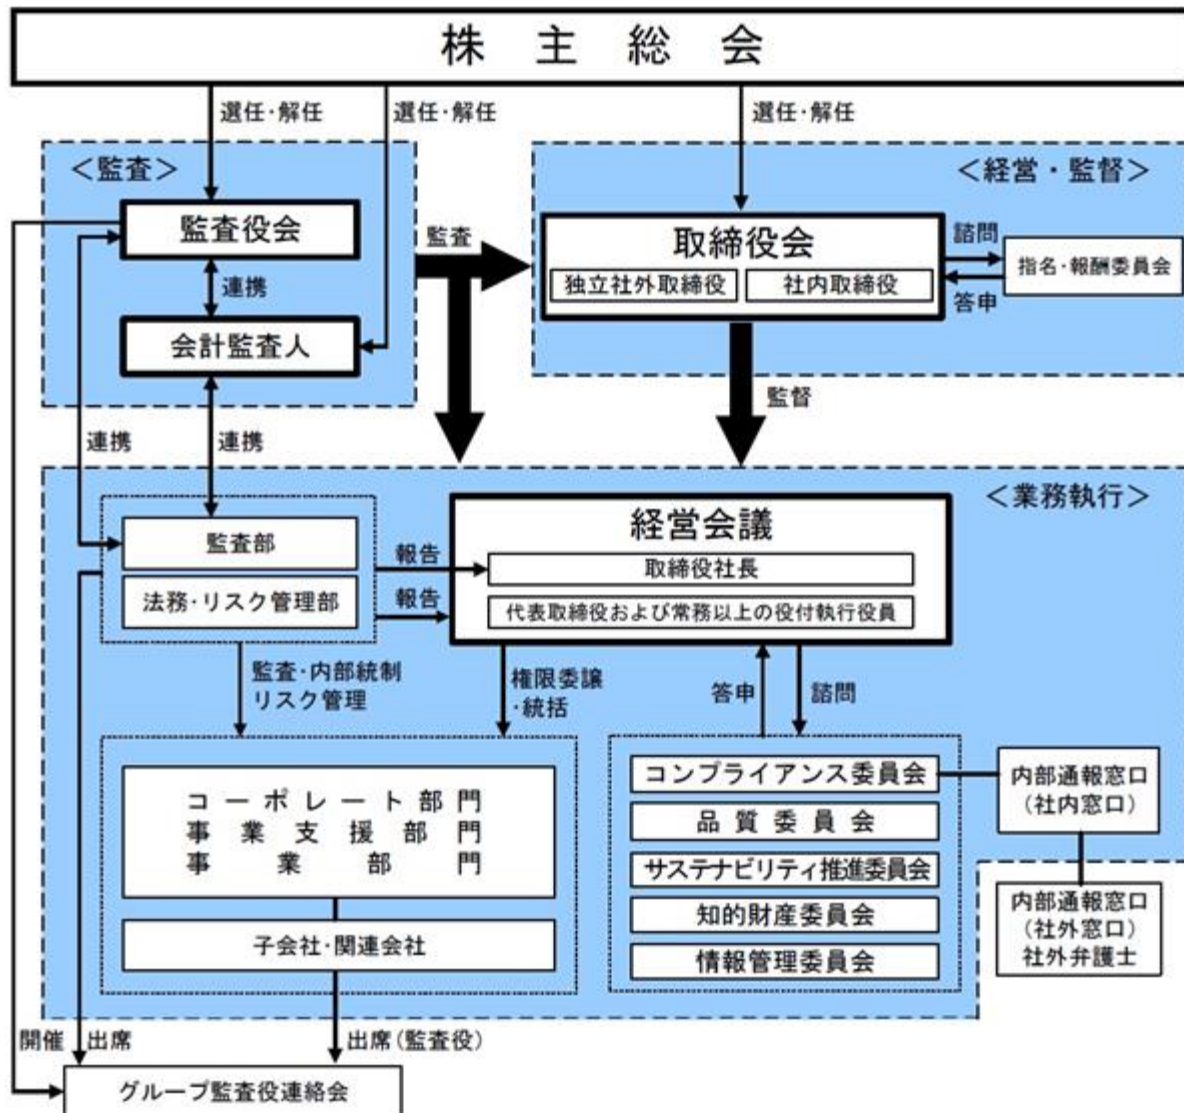 株主総会
選任・解任
選任・解任
選任・解任
＜監査＞
監査役会
連携
会計監査人
監査
＜経営・監督＞
取締役会
独立社外取締役
社内取締役
諮問
答申
指名・報酬委員会
監督
連携
連携
＜業務執行＞
監査部
法務・リスク管理部
報告
報告
経営会議
取締役社長
代表取締役および常務以上の役付執行役員
監査・内部統制
リスク管理
権限委譲
・統括
答申
諮問
コーポレート部門
事業支援部門
事業部門
子会社・関連会社
コンプライアンス委員会
品質委員会
サステナビリティ推進委員会
知的財産委員会
情報管理委員会
内部通報窓口
（社内窓口）
内部通報窓口
（社外窓口）
社外弁護士
開催
出席
出席（監査役）
グループ監査役連絡会